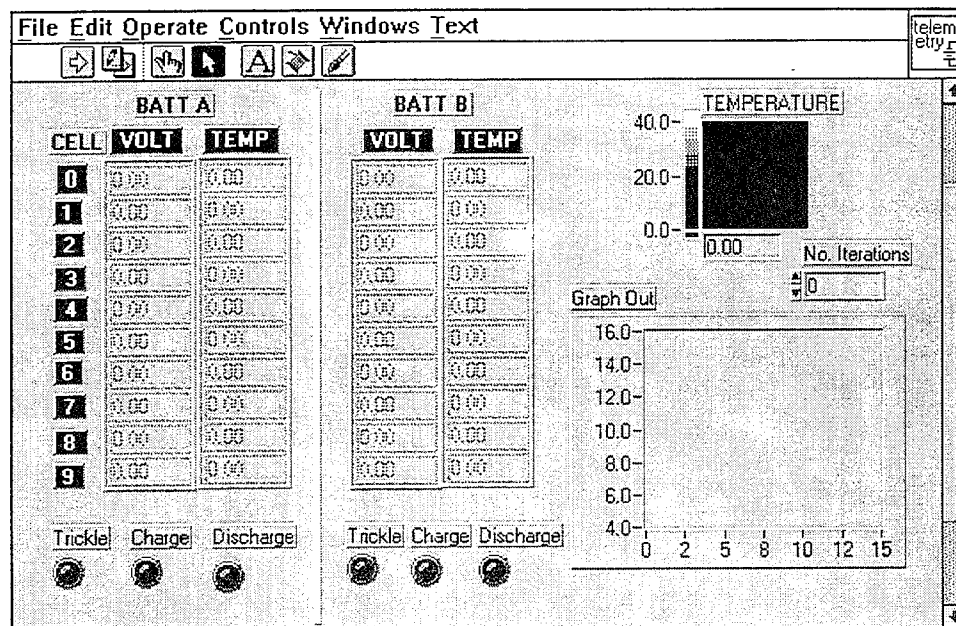 File Edit Operate Controls Windows Text
telem
etry
A
BATT A
BATT B
TEMPERATURE
CELL VOLT TEMP VOLT TEMP
0 0.00 0.00 0.00 0.00
1 0.00 0.00 0.00 0.00
2 0.00 0.00 0.00 0.00
3 0.00 0.00 0.00 0.00
4 0.00 0.00 0.00 0.00
5 0.00 0.00 0.00 0.00
6 0.00 0.00 0.00 0.00
7 0.00 0.00 0.00 0.00
8 0.00 0.00 0.00 0.00
9 0.00 0.00 0.00 0.00
Trickle Charge Discharge
Trickle Charge Discharge
40.0
20.0
0.0
0.00
No. Iterations
0
Graph Out
16.0
14.0
12.0
10.0
8.0
6.0
4.0
0 2 5 8 10 12 15